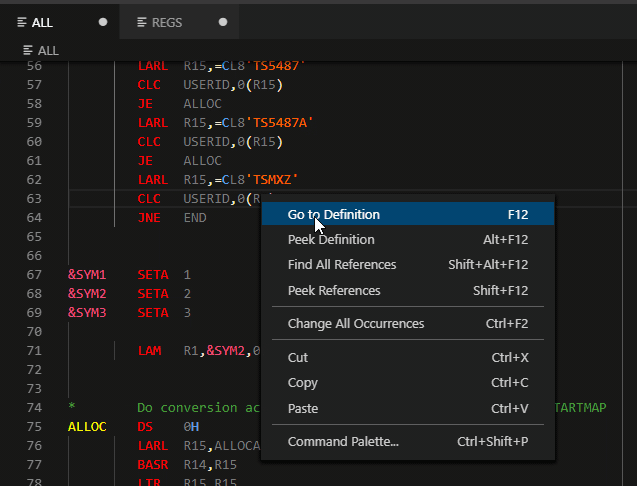 ALL REGS
ALL
56 LARL R15,=CL8'TS5487'
57 CLC USERID,0(R15)
58 JE ALLOC
59 LARL R15,=CL8'TS5487A'
60 CLC USERID,0(R15)
61 JE ALLOC
62 LARL R15,=CL8'TSMXZ'
63 CLC USERID,0(R
64 JNE END
65
66
67 &SYM1 SETA 1
68 &SYM2 SETA 2
69 &SYM3 SETA 3
70
71 LAM R1,&SYM2,0
72
73
74 * Do conversion ac TARTMAP
75 ALLOC DS 0H
76 LARL R15,ALLOCA
77 BASR R14,R15
78 LTR R15,R15
Go to Definition F12
Peek Definition Alt+F12
Find All References Shift+Alt+F12
Peek References Shift+F12
Change All Occurrences Ctrl+F2
Cut Ctrl+X
Copy Ctrl+C
Paste Ctrl+V
Command Palette... Ctrl+Shift+P